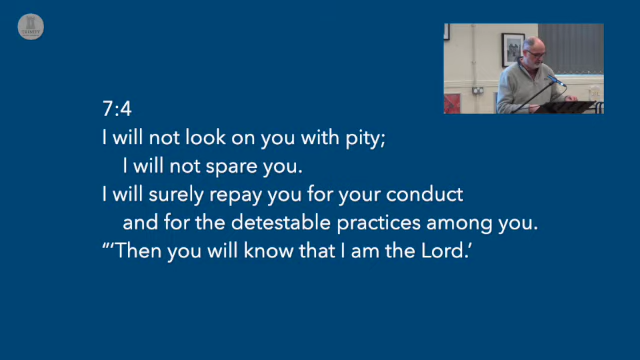 7:4
I will not look on you with pity;
I will not spare you.
I will surely repay you for your conduct
and for the detestable practices among you.
“‘Then you will know that I am the Lord.’